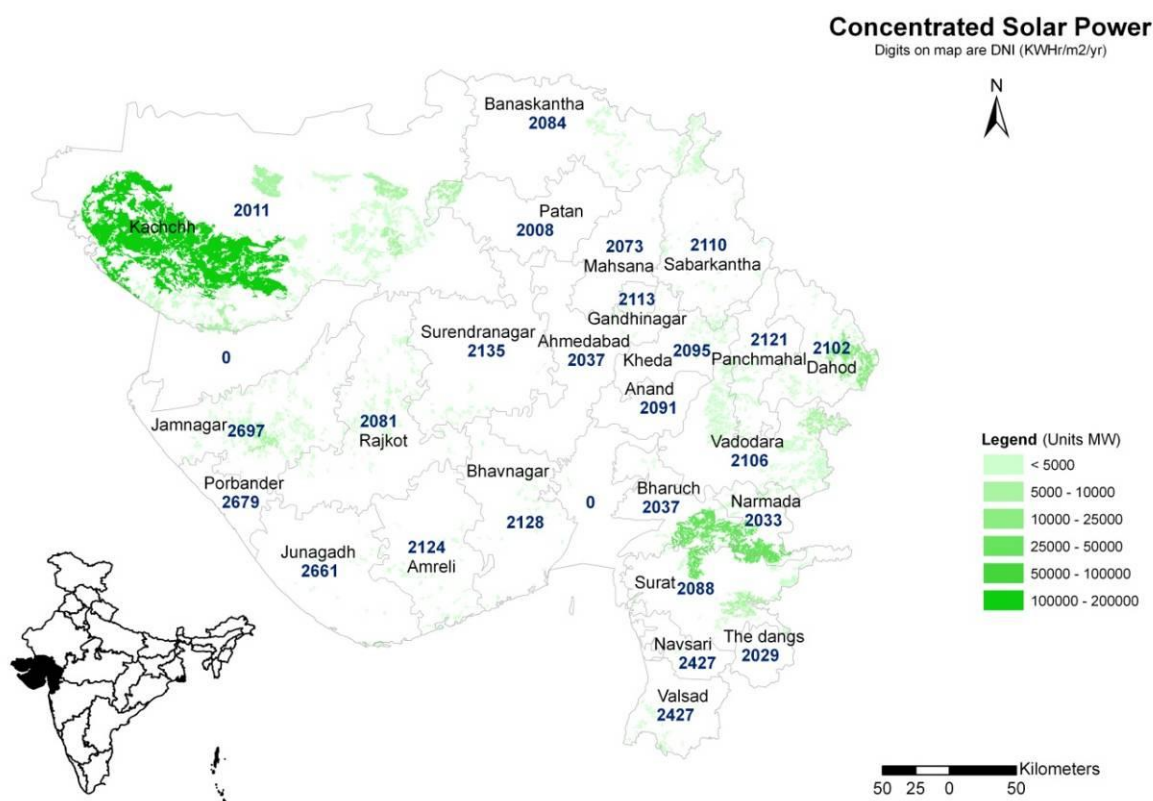 Concentrated Solar Power
Digits on map are DNI (KWHr/m2/yr)
N
Banaskantha
2084
2011
Kachchh
Patan
2008
2073
Mahsana
2110
Sabarkantha
2113
Gandhinagar
Surendranagar
2135
Ahmedabad
2037
Kheda
2095
2121
Panchmahal
2102
Dahod
0
Anand
2091
Jamnagar
2697
2081
Rajkot
Vadodara
2106
Bhavnagar
2128
Porbander
2679
0
Bharuch
2037
Narmada
2033
Junagadh
2661
2124
Amreli
Surat
2088
Navsari
2427
The dangs
2029
Valsad
2427
Legend (Units MW)
< 5000
5000 - 10000
10000 - 25000
25000 - 50000
50000 - 100000
100000 - 200000
Kilometers
50 25 0 50